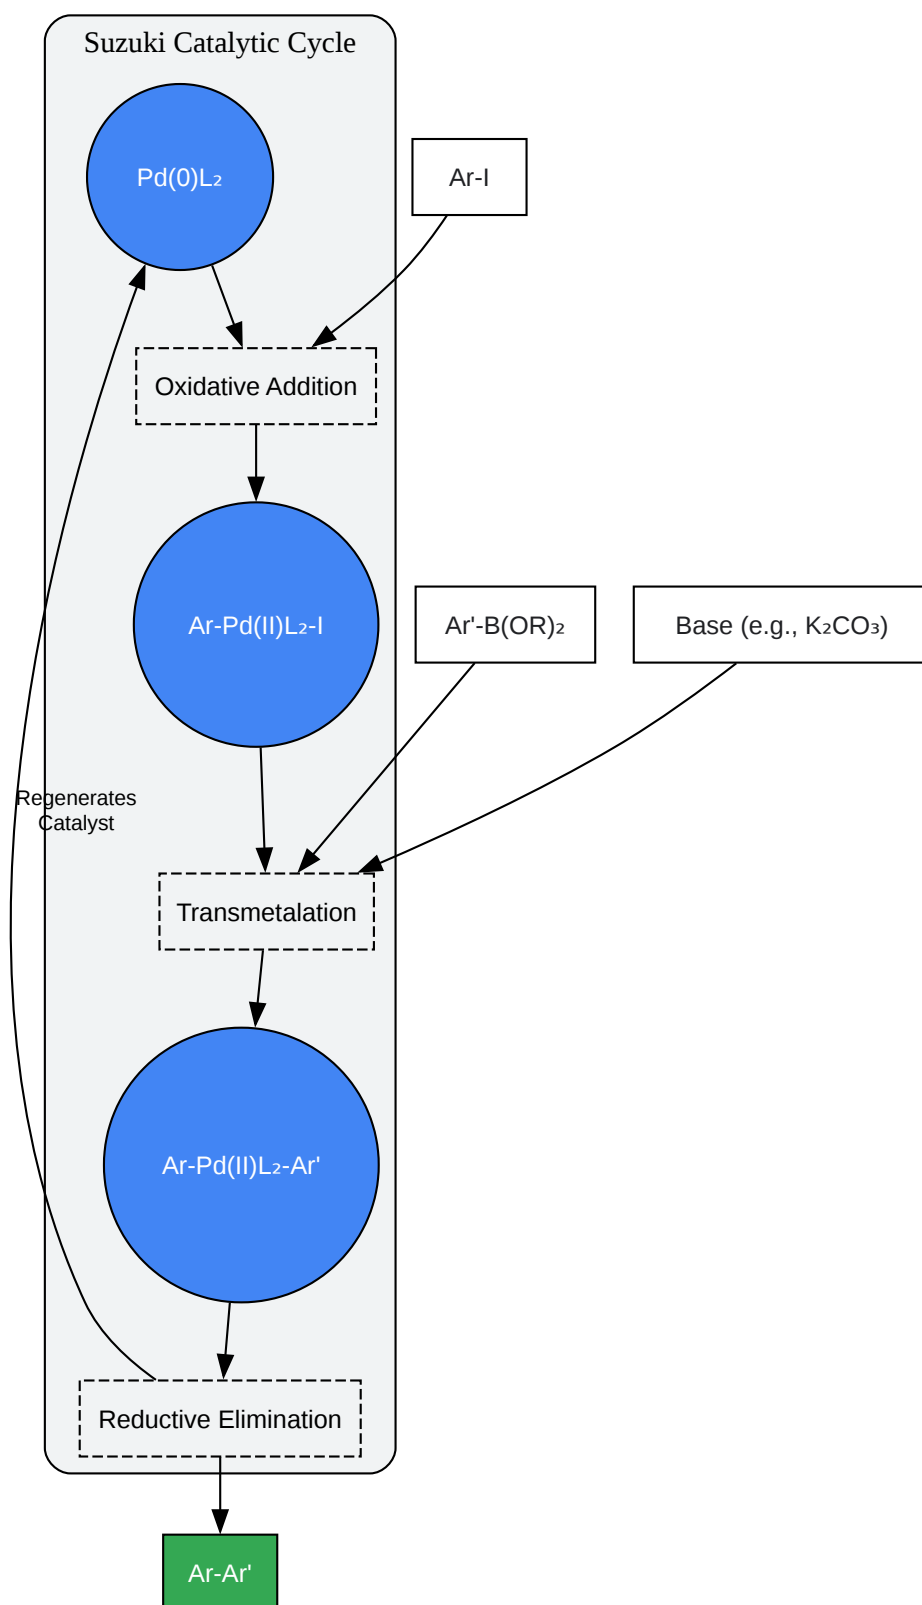 Suzuki Catalytic Cycle
Pd(0)L₂
Ar-I
Oxidative Addition
Ar-Pd(II)L₂-I
Ar'-B(OR)₂
Base (e.g., K₂CO₃)
Regenerates
Catalyst
Transmetalation
Ar-Pd(II)L₂-Ar'
Reductive Elimination
Ar-Ar'